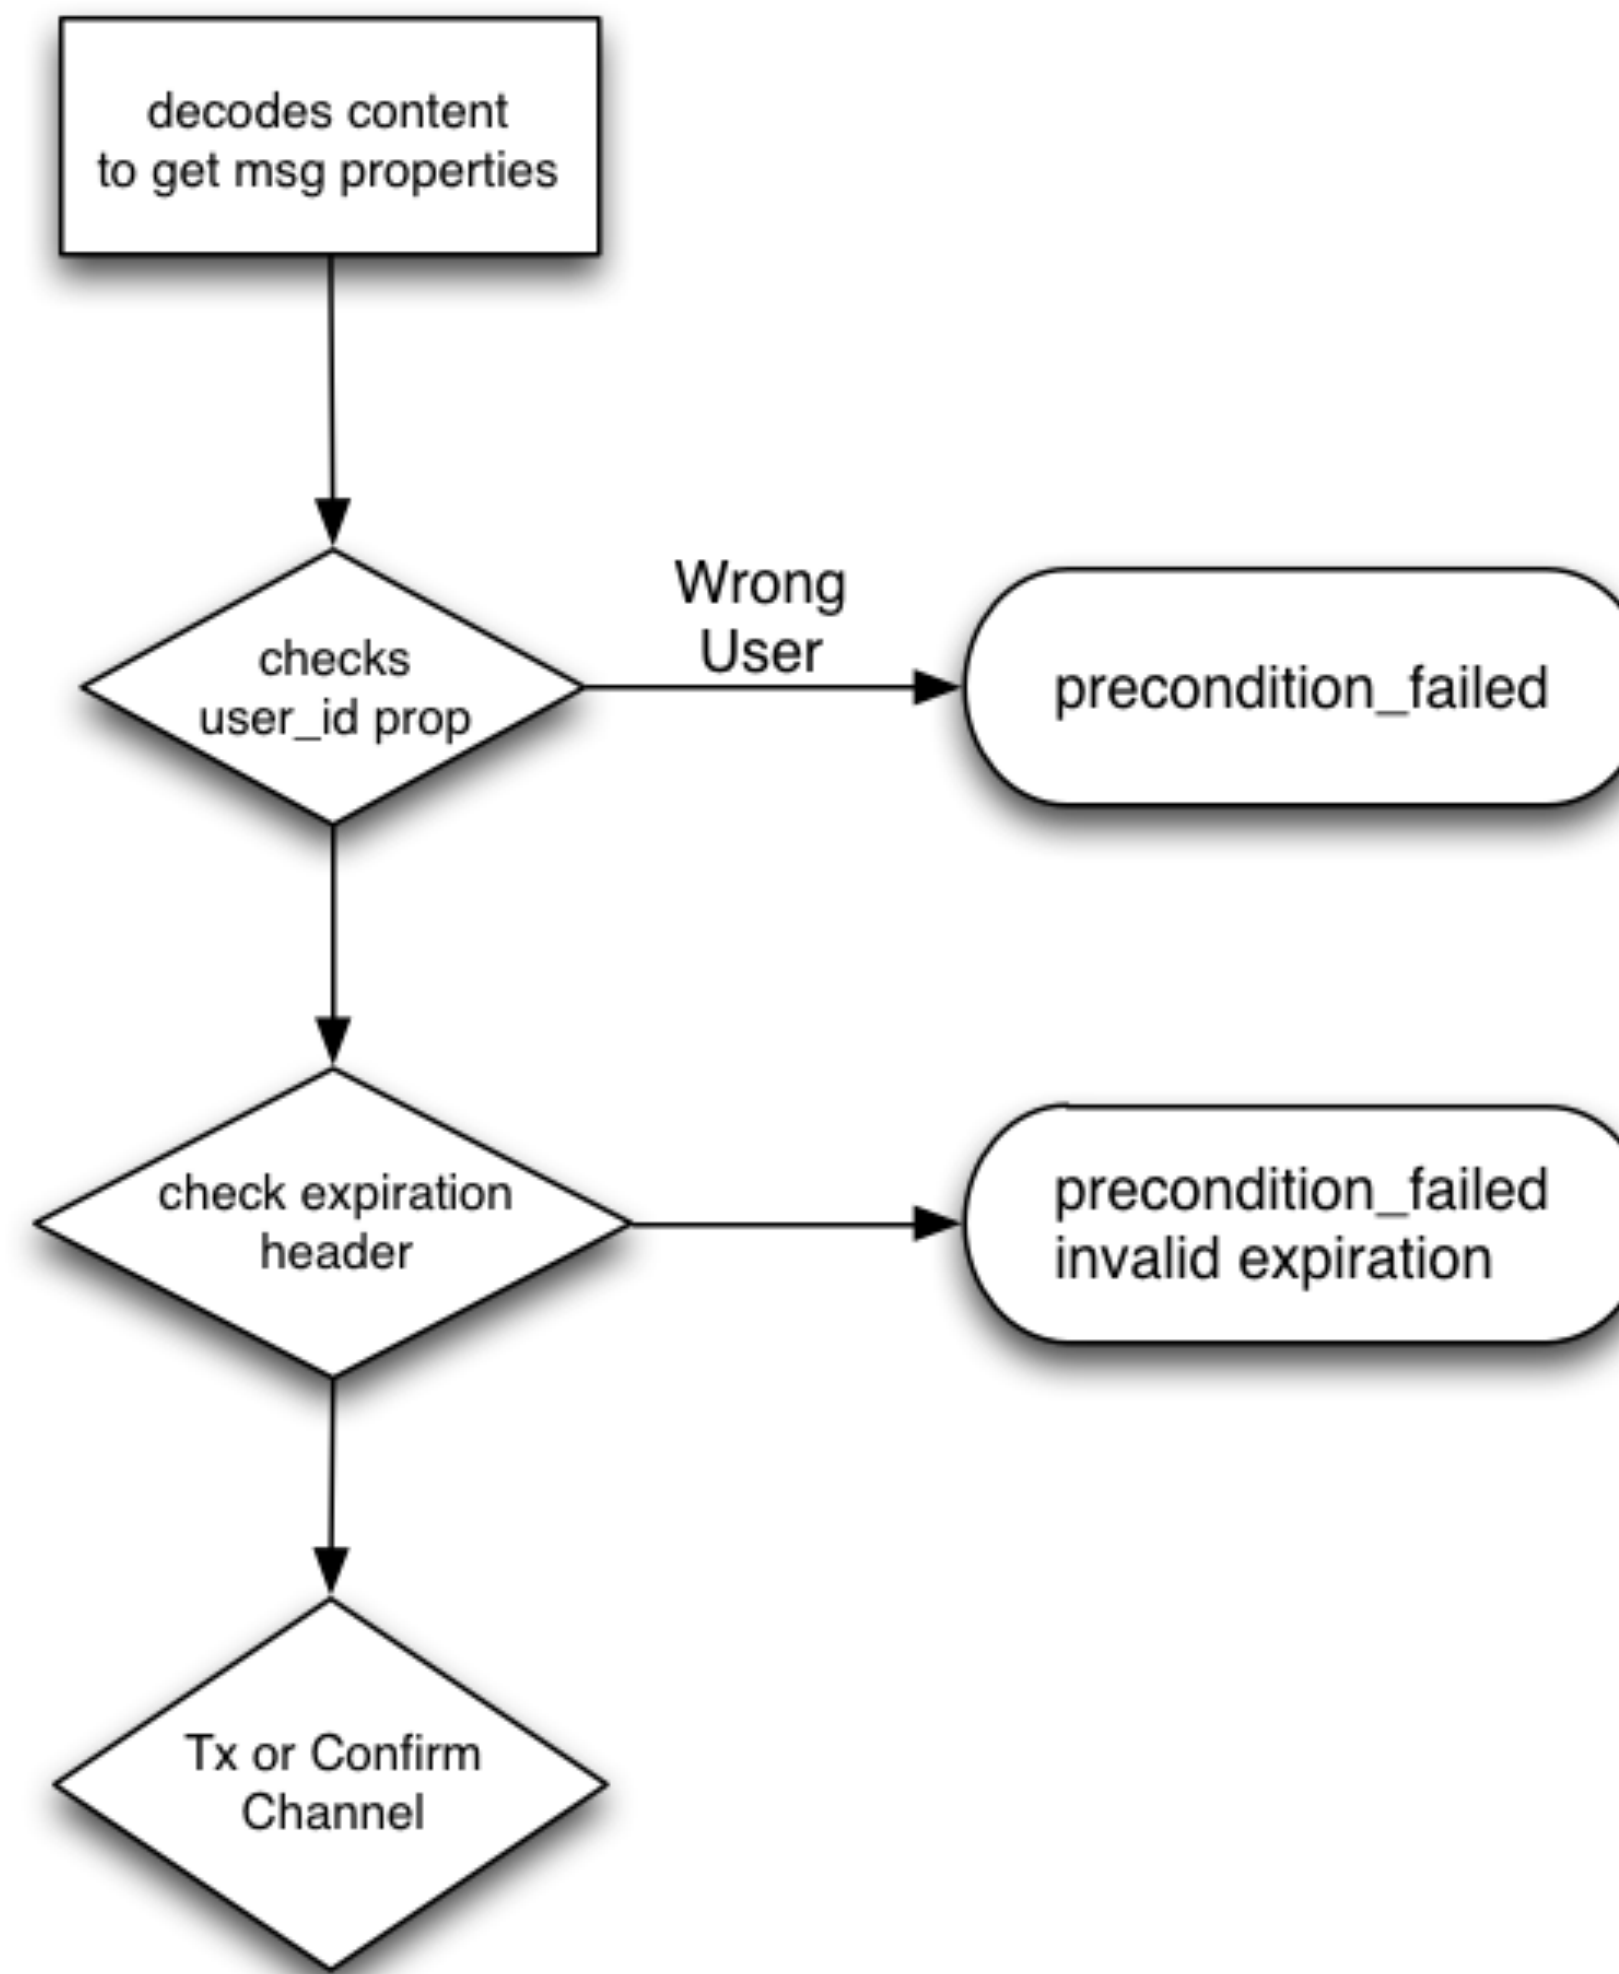 decodes content
to get msg properties
Wrong
User
checks
user_id prop
precondition_failed
check expiration
header
precondition_failed
invalid expiration
Tx or Confirm
Channel